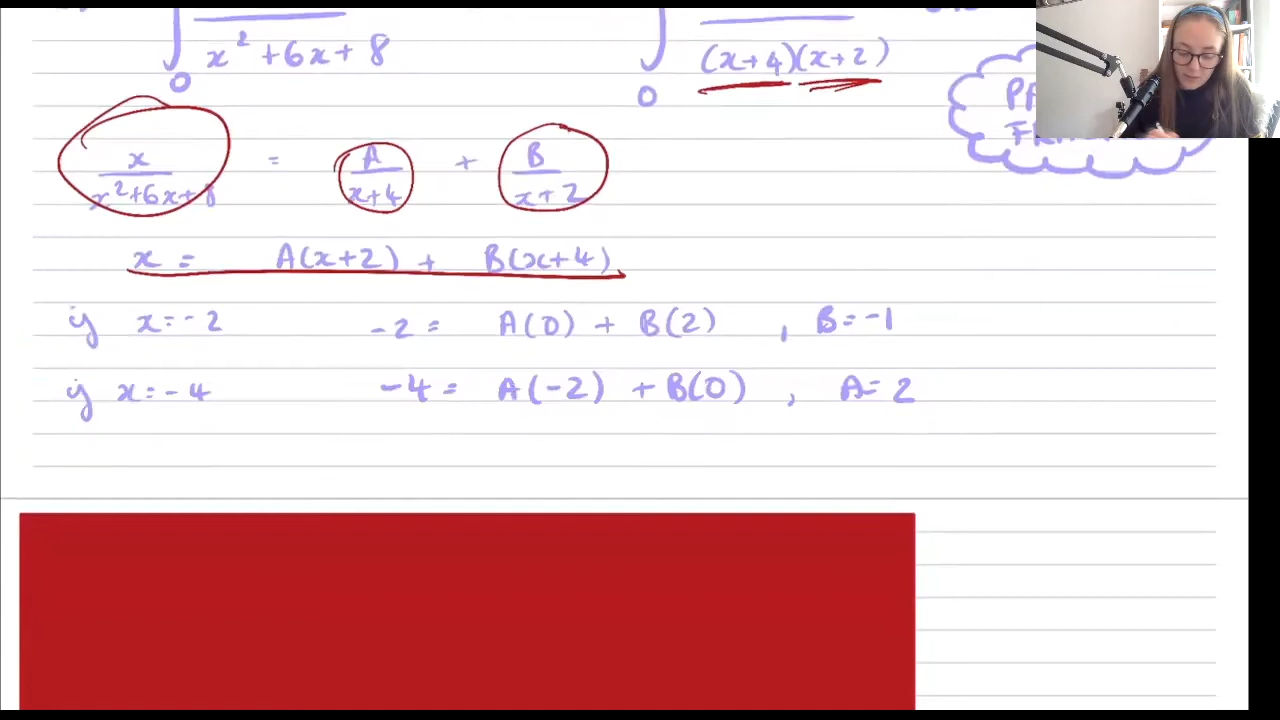 ∫ x² + 6x + 8 ∫ (x+4)(x+2)
0 0
x/(x²+6x+8) = A/(x+4) + B/(x+2)
x = A(x+2) + B(x+4)
if x = -2 -2 = A(0) + B(2) , B = -1
if x = -4 -4 = A(-2) + B(0) , A = 2